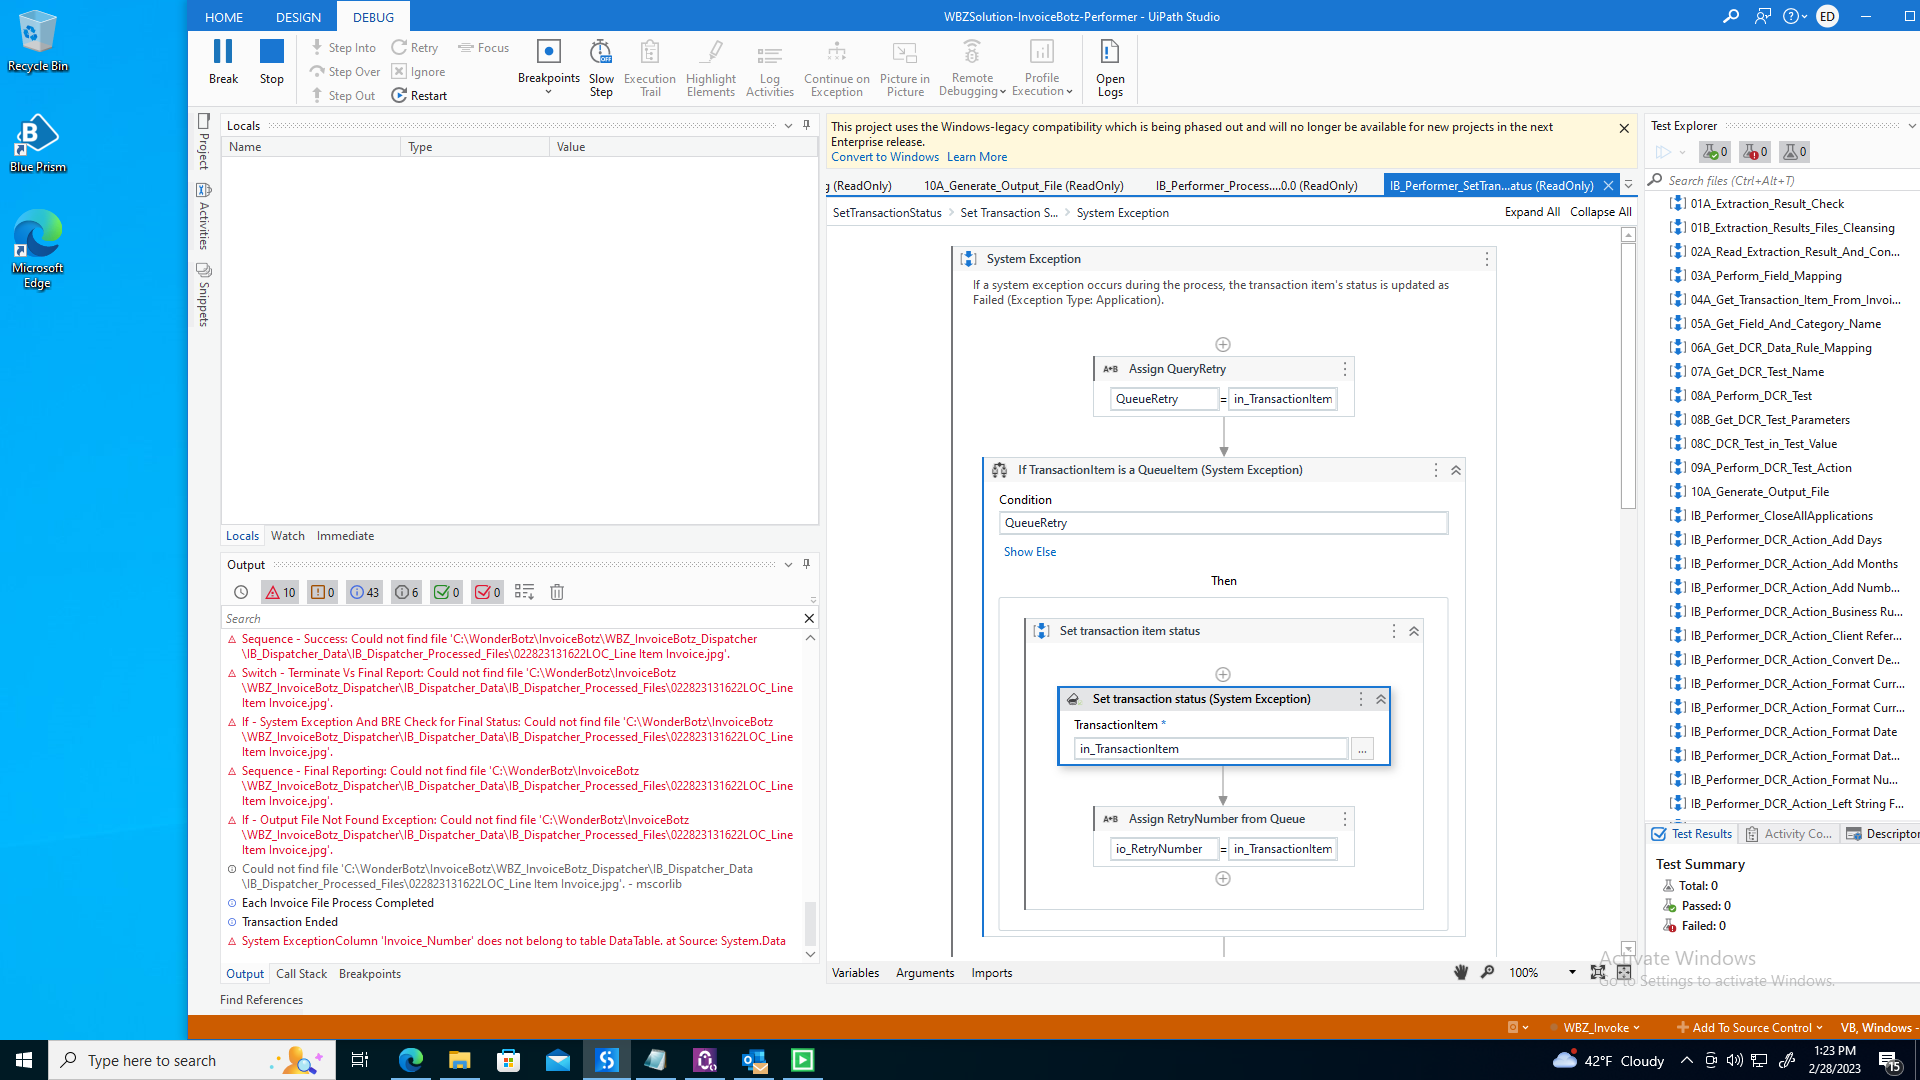 Recycle Bin
Blue Prism
Microsoft
Edge
HOME
DESIGN
DEBUG
WBZSolution-InvoiceBotz-Performer - UiPath Studio
ED
Break
Stop
Step Into
Step Over
Step Out
Retry
Ignore
Restart
Focus
Breakpoints
Slow
Step
Execution
Trail
Highlight
Elements
Log
Activities
Continue on
Exception
Picture in
Picture
Remote
Debugging
Profile
Execution
Open
Logs
Project
Activities
Snippets
Locals
Name
Type
Value
Locals
Watch
Immediate
Output
10
0
43
6
0
0
Search
Sequence - Success: Could not find file 'C:\WonderBotz\InvoiceBotz\WBZ_InvoiceBotz_Dispatcher
\IB_Dispatcher_Data\IB_Dispatcher_Processed_Files\022823131622LOC_Line Item Invoice.jpg'.
Switch - Terminate Vs Final Report: Could not find file 'C:\WonderBotz\InvoiceBotz
\WBZ_InvoiceBotz_Dispatcher\IB_Dispatcher_Data\IB_Dispatcher_Processed_Files\022823131622LOC_Line
Item Invoice.jpg'.
If - System Exception And BRE Check for Final Status: Could not find file 'C:\WonderBotz\InvoiceBotz
\WBZ_InvoiceBotz_Dispatcher\IB_Dispatcher_Data\IB_Dispatcher_Processed_Files\022823131622LOC_Line
Item Invoice.jpg'.
Sequence - Final Reporting: Could not find file 'C:\WonderBotz\InvoiceBotz
\WBZ_InvoiceBotz_Dispatcher\IB_Dispatcher_Data\IB_Dispatcher_Processed_Files\022823131622LOC_Line
Item Invoice.jpg'.
If - Output File Not Found Exception: Could not find file 'C:\WonderBotz\InvoiceBotz
\WBZ_InvoiceBotz_Dispatcher\IB_Dispatcher_Data\IB_Dispatcher_Processed_Files\022823131622LOC_Line
Item Invoice.jpg'.
Could not find file 'C:\WonderBotz\InvoiceBotz\WBZ_InvoiceBotz_Dispatcher\IB_Dispatcher_Data
\IB_Dispatcher_Processed_Files\022823131622LOC_Line Item Invoice.jpg'. - mscorlib
Each Invoice File Process Completed
Transaction Ended
System ExceptionColumn 'Invoice_Number' does not belong to table DataTable. at Source: System.Data
Output
Call Stack
Breakpoints
Find References
This project uses the Windows-legacy compatibility which is being phased out and will no longer be available for new projects in the next
Enterprise release.
Convert to Windows
Learn More
g (ReadOnly)
10A_Generate_Output_File (ReadOnly)
IB_Performer_Process....0.0 (ReadOnly)
IB_Performer_SetTran...atus (ReadOnly)
SetTransactionStatus
Set Transaction S...
System Exception
Expand All
Collapse All
System Exception
If a system exception occurs during the process, the transaction item's status is updated as
Failed (Exception Type: Application).
A+B
Assign QueryRetry
QueueRetry
=
in_TransactionItem
If TransactionItem is a QueueItem (System Exception)
Condition
QueueRetry
Show Else
Then
Set transaction item status
Set transaction status (System Exception)
TransactionItem *
in_TransactionItem
...
A+B
Assign RetryNumber from Queue
io_RetryNumber
=
in_TransactionItem
Variables
Arguments
Imports
100%
Test Explorer
0
0
0
Search files (Ctrl+Alt+T)
01A_Extraction_Result_Check
01B_Extraction_Results_Files_Cleansing
02A_Read_Extraction_Result_And_Con...
03A_Perform_Field_Mapping
04A_Get_Transaction_Item_From_Invoi...
05A_Get_Field_And_Category_Name
06A_Get_DCR_Data_Rule_Mapping
07A_Get_DCR_Test_Name
08A_Perform_DCR_Test
08B_Get_DCR_Test_Parameters
08C_DCR_Test_in_Test_Value
09A_Perform_DCR_Test_Action
10A_Generate_Output_File
IB_Performer_CloseAllApplications
IB_Performer_DCR_Action_Add Days
IB_Performer_DCR_Action_Add Months
IB_Performer_DCR_Action_Add Numb...
IB_Performer_DCR_Action_Business Ru...
IB_Performer_DCR_Action_Client Refer...
IB_Performer_DCR_Action_Convert De...
IB_Performer_DCR_Action_Format Curr...
IB_Performer_DCR_Action_Format Curr...
IB_Performer_DCR_Action_Format Date
IB_Performer_DCR_Action_Format Dat...
IB_Performer_DCR_Action_Format Nu...
IB_Performer_DCR_Action_Left String F...
Test Results
Activity Co...
Descriptor
Test Summary
Total: 0
Passed: 0
Failed: 0
Activate Windows
Go to Settings to activate Windows.
WBZ_Invoke
Add To Source Control
VB, Windows -
Type here to search
42°F Cloudy
1:23 PM
2/28/2023
15